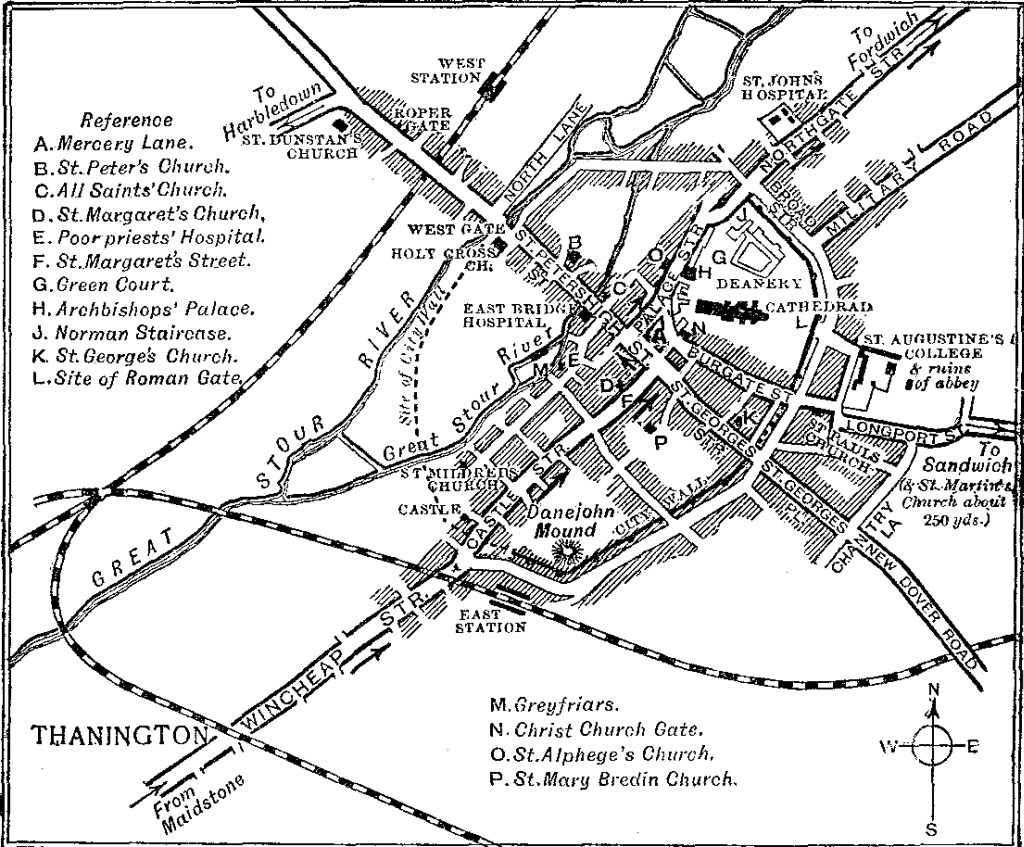 To
Fordwich
WEST
STATION
To
Harbledown
ROPER
GATE
ST. DUNSTAN'S
CHURCH
ST. JOHN'S
HOSPITAL
NORTHGATE STR
MILITARY ROAD
BROAD
STR
NORTH LANE
Reference
A. Mercery Lane.
B. St. Peter's Church.
C. All Saints' Church.
D. St. Margaret's Church,
E. Poor priests' Hospital.
F. St. Margaret's Street.
G. Green Court.
H. Archbishops' Palace.
J. Norman Staircase.
K. St. George's Church.
L. Site of Roman Gate.
WEST GATE
HOLY CROSS
CH.
ST. PETERS
ST.
HIGH
ST.
B
O
C
J
G
H
DEANERY
CATHEDRAL
PALACE STR
A
N
L
EAST BRIDGE
HOSPITAL
RIVER
Site of City Wall
River
M
E
D
F
BURGATE ST.
K
P
ST. GEORGES
STR
ST. AUGUSTINE'S
COLLEGE
& ruins
of abbey
LONGPORT S.
ST. PAULS
CHURCH
To
Sandwich
(& St. Martin's
Church about
250 yds.)
STOUR
Great Stour
ST. MILDREDS
CHURCH
CASTLE
CASTLE STR
Danejohn
Mound
CITY WALL
ST. GEORGES
PL.
CHANTRY
LA
NEW DOVER ROAD
GREAT
EAST
STATION
WINCHEAP STR.
THANINGTON
From
Maidstone
M. Greyfriars.
N. Christ Church Gate.
O. St. Alphege's Church.
P. St. Mary Bredin Church.
N
W E
S